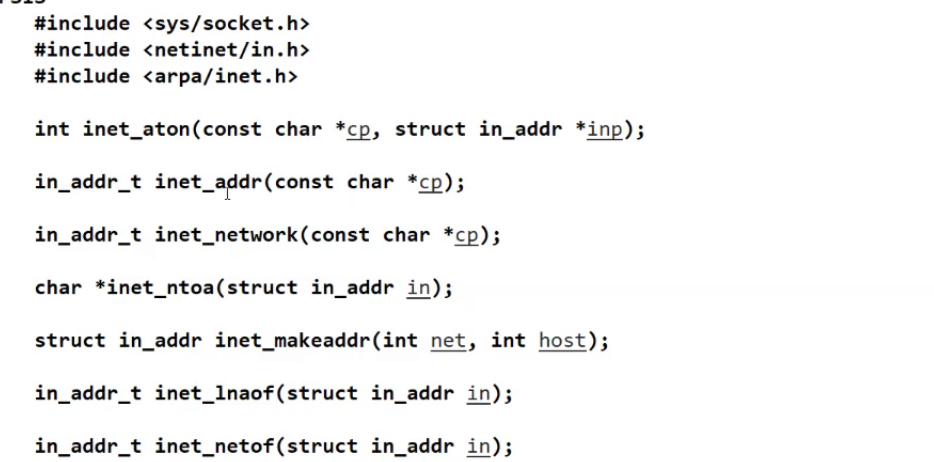 #include <sys/socket.h>
#include <netinet/in.h>
#include <arpa/inet.h>
int inet_aton(const char *cp, struct in_addr *inp);
in_addr_t inet_addr(const char *cp);
in_addr_t inet_network(const char *cp);
char *inet_ntoa(struct in_addr in);
struct in_addr inet_makeaddr(int net, int host);
in_addr_t inet_lnaof(struct in_addr in);
in_addr_t inet_netof(struct in_addr in);